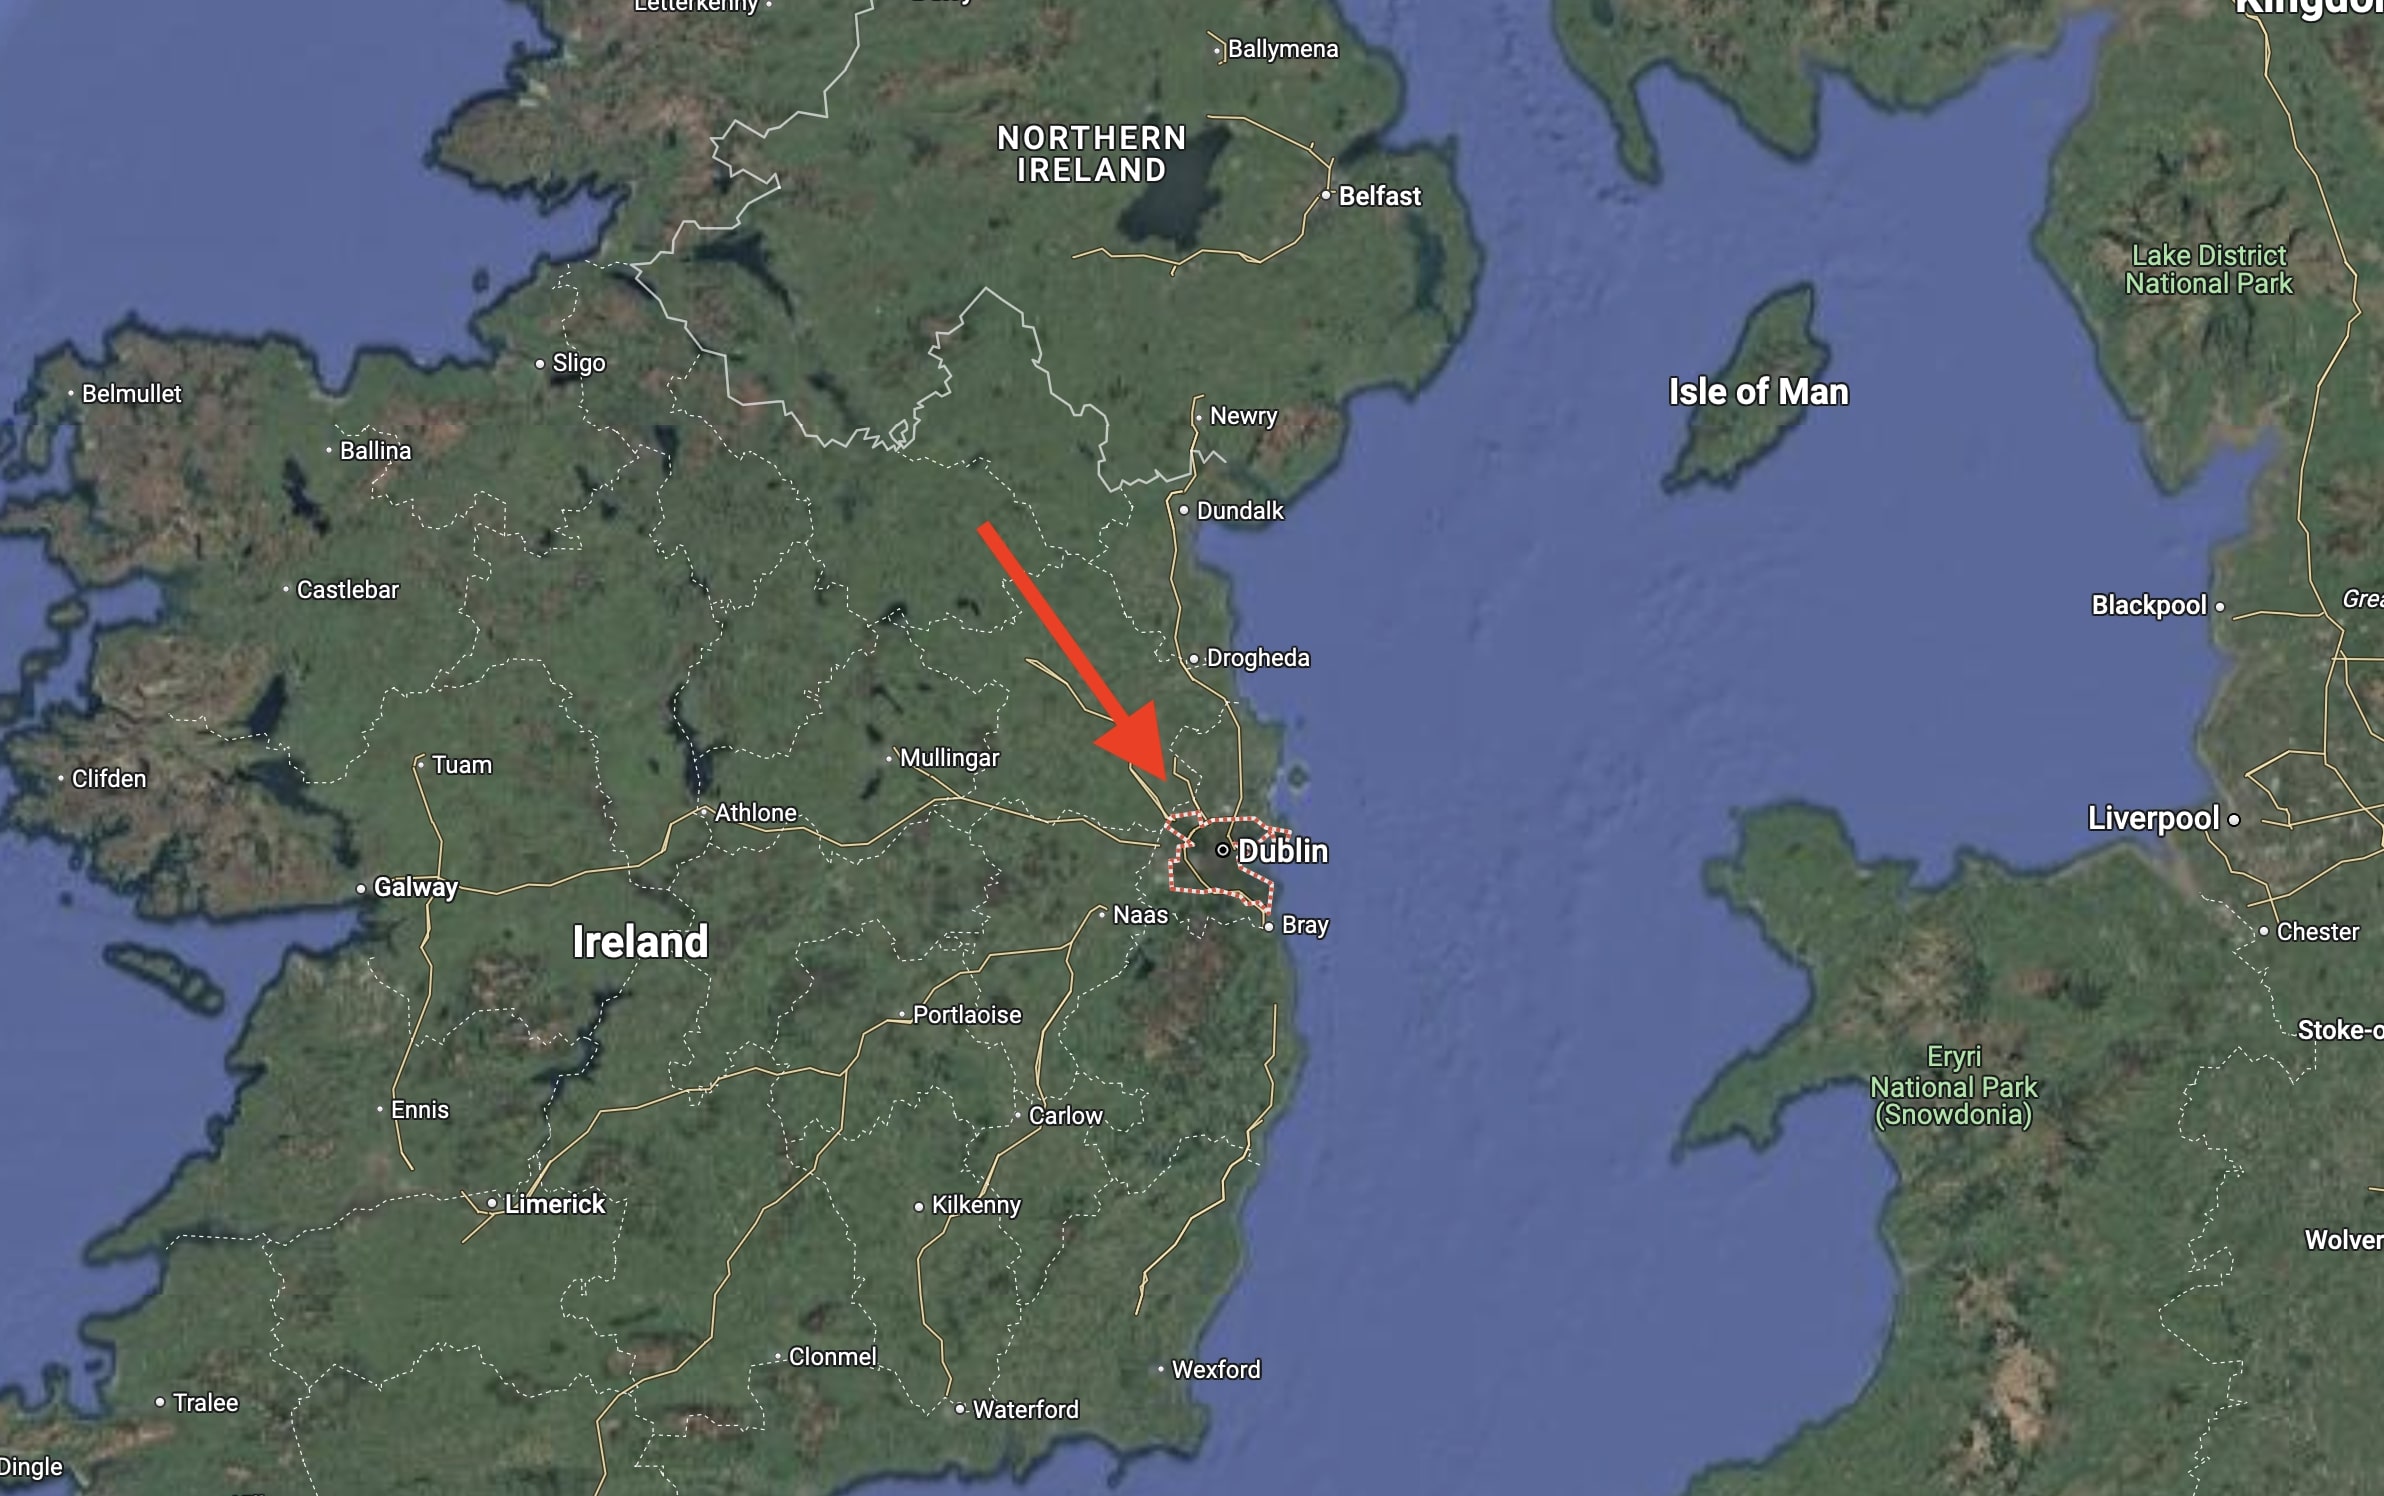 Letterkenny
Ballymena
NORTHERN
IRELAND
Belfast
Lake District
National Park
Sligo
Belmullet
Isle of Man
Newry
Ballina
Dundalk
Castlebar
Blackpool
Drogheda
Mullingar
Tuam
Clifden
Athlone
Liverpool
Dublin
Galway
Naas
Bray
Chester
Ireland
Portlaoise
Stoke-o
Eryri
National Park
(Snowdonia)
Ennis
Carlow
Limerick
Kilkenny
Wolver
Clonmel
Wexford
Tralee
Waterford
Dingle